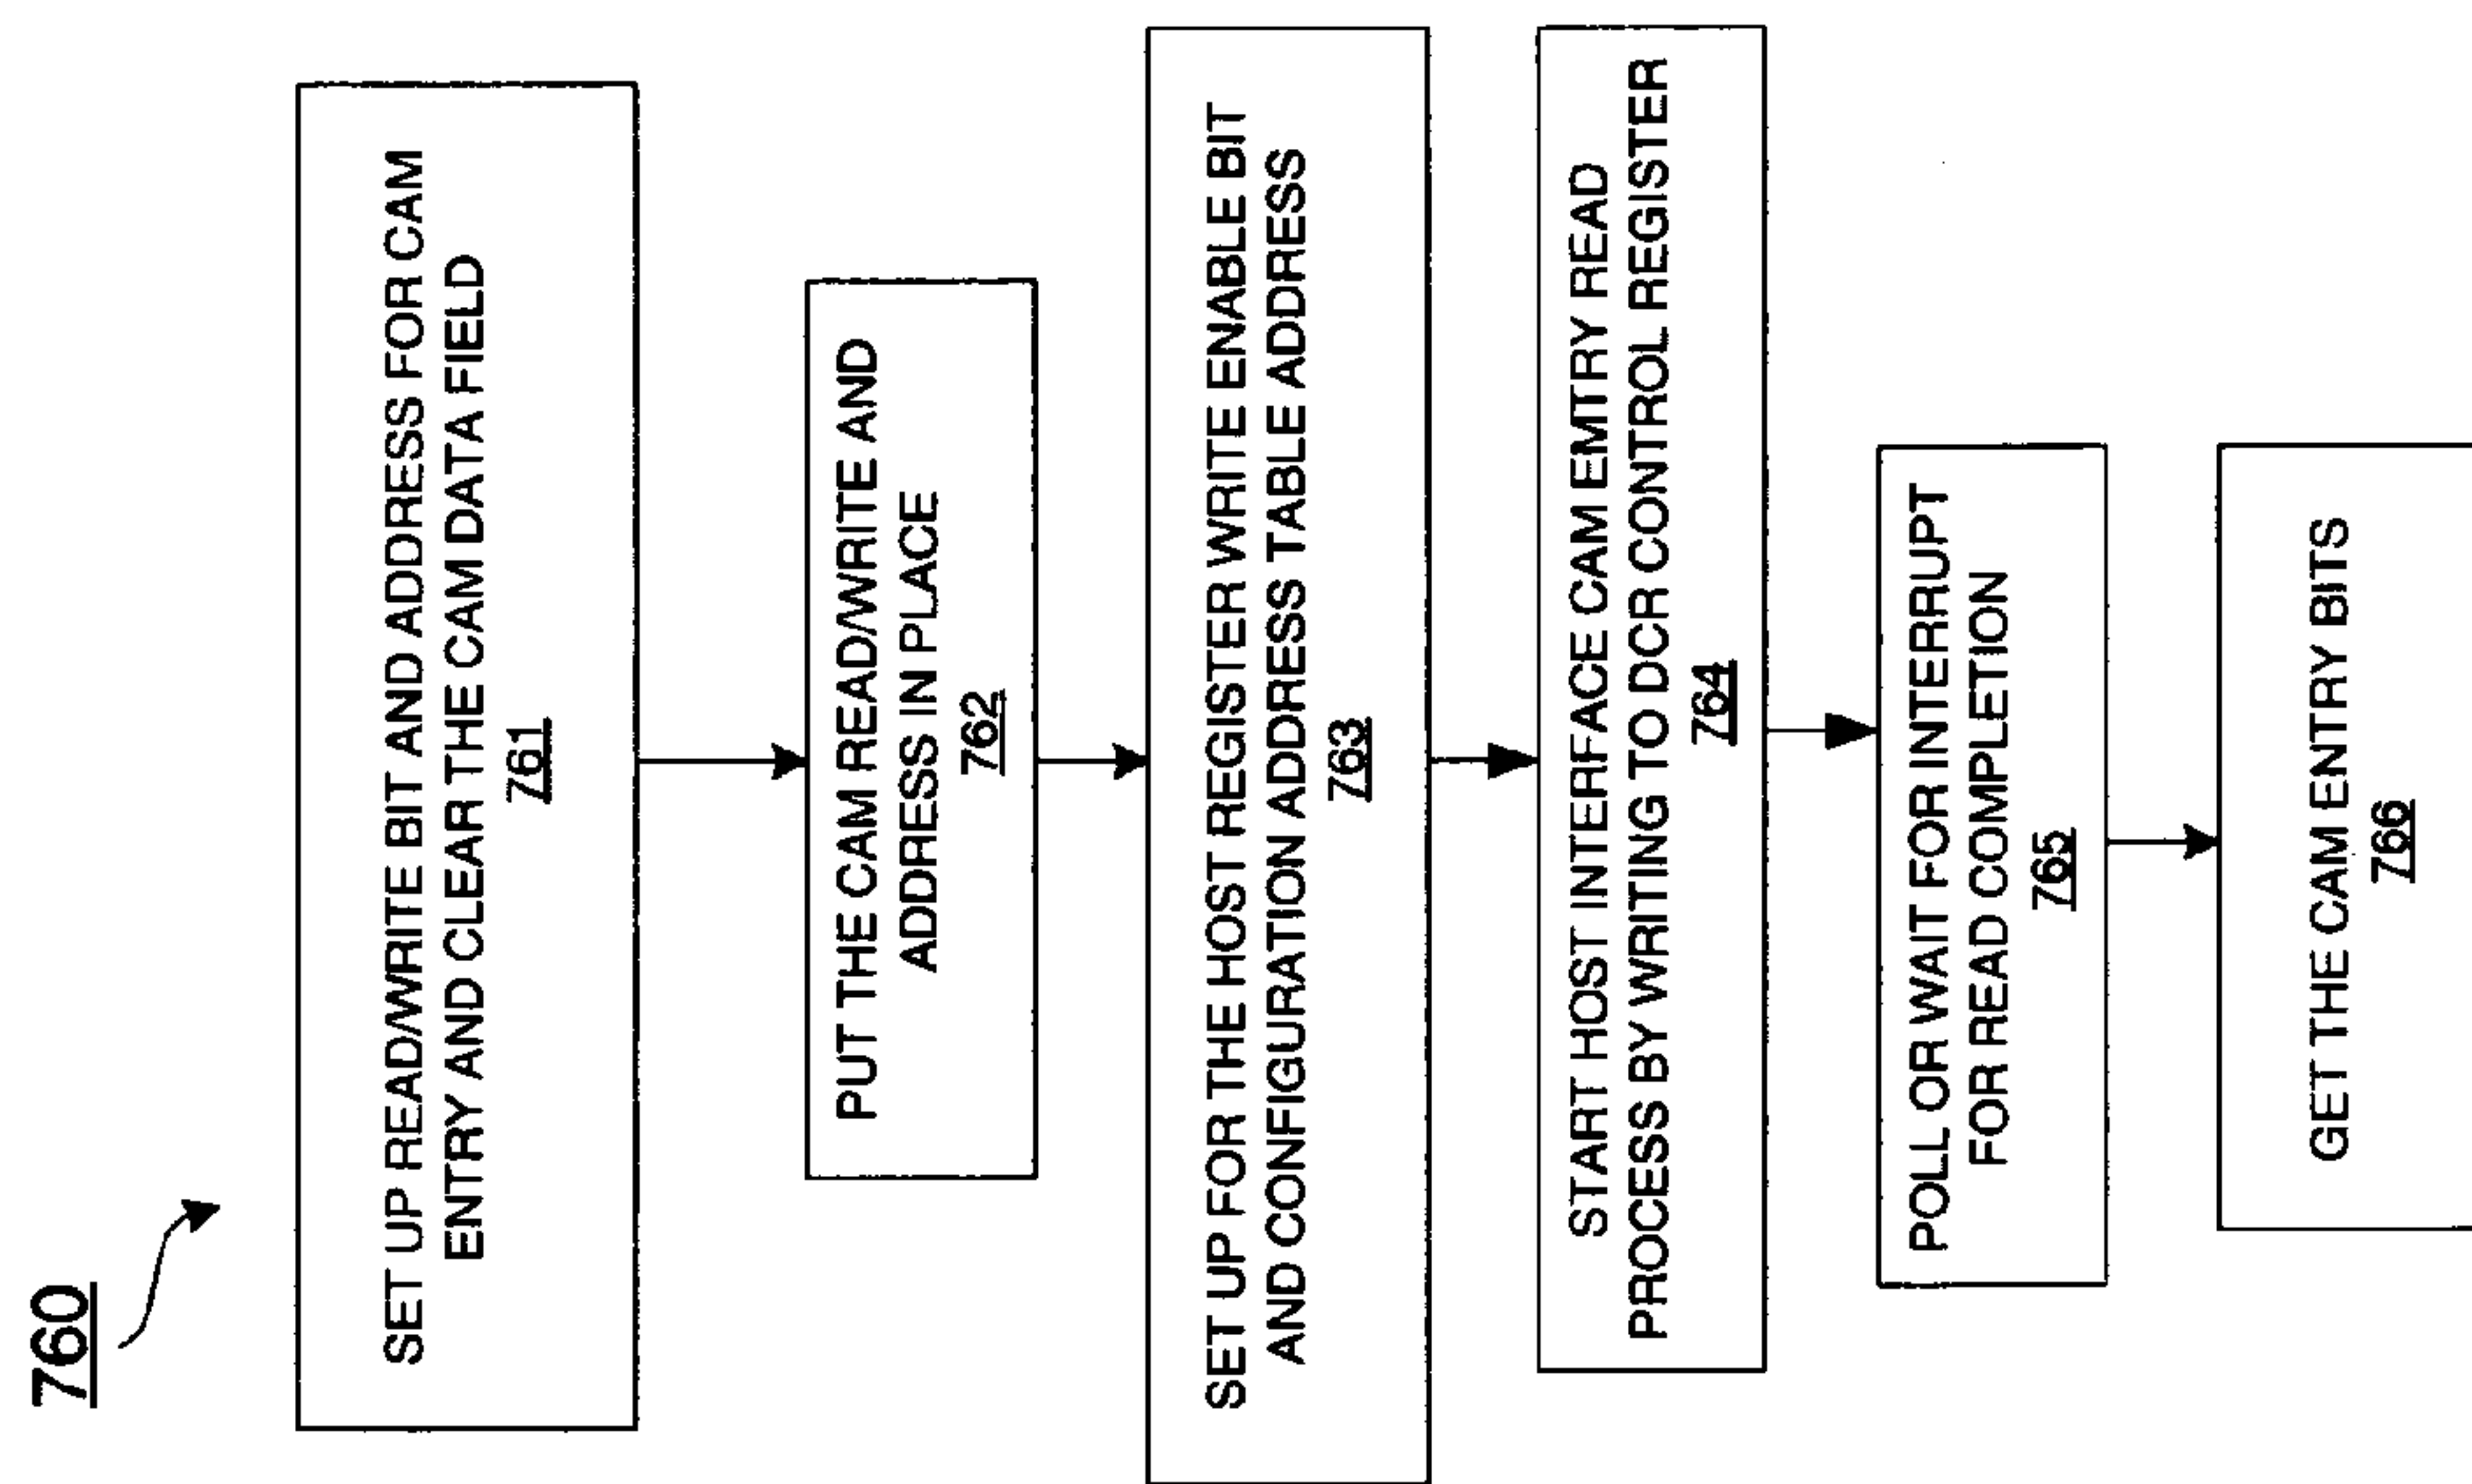 760
SET UP READ/WRITE BIT AND ADDRESS FOR CAM
ENTRY AND CLEAR THE CAM DATA FIELD
761
PUT THE CAM READ/WRITE AND
ADDRESS IN PLACE
762
SET UP FOR THE HOST REGISTER WRITE ENABLE BIT
AND CONFIGURATION ADDRESS TABLE ADDRESS
763
START HOST INTERFACE CAM EMTRY READ
PROCESS BY WRITING TO DCR CONTROL REGISTER
764
POLL OR WAIT FOR INTERRUPT
FOR READ COMPLETION
765
GET THE CAM ENTRY BITS
766